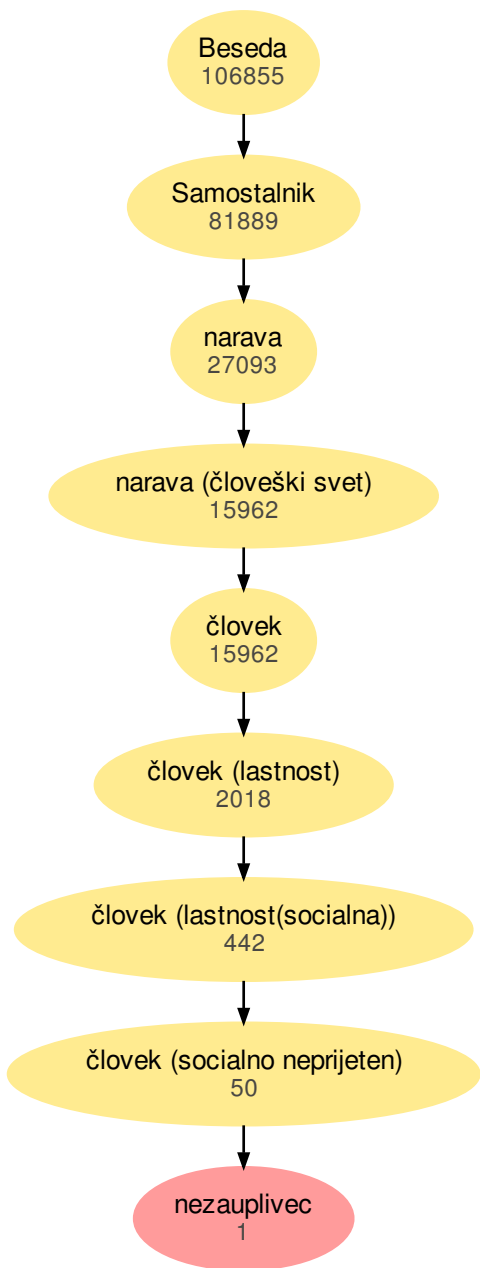 Beseda
106855
Samostalnik
81889
narava
27093
narava (človeški svet)
15962
človek
15962
človek (lastnost)
2018
človek (lastnost(socialna))
442
človek (socialno neprijeten)
50
nezauplivec
1